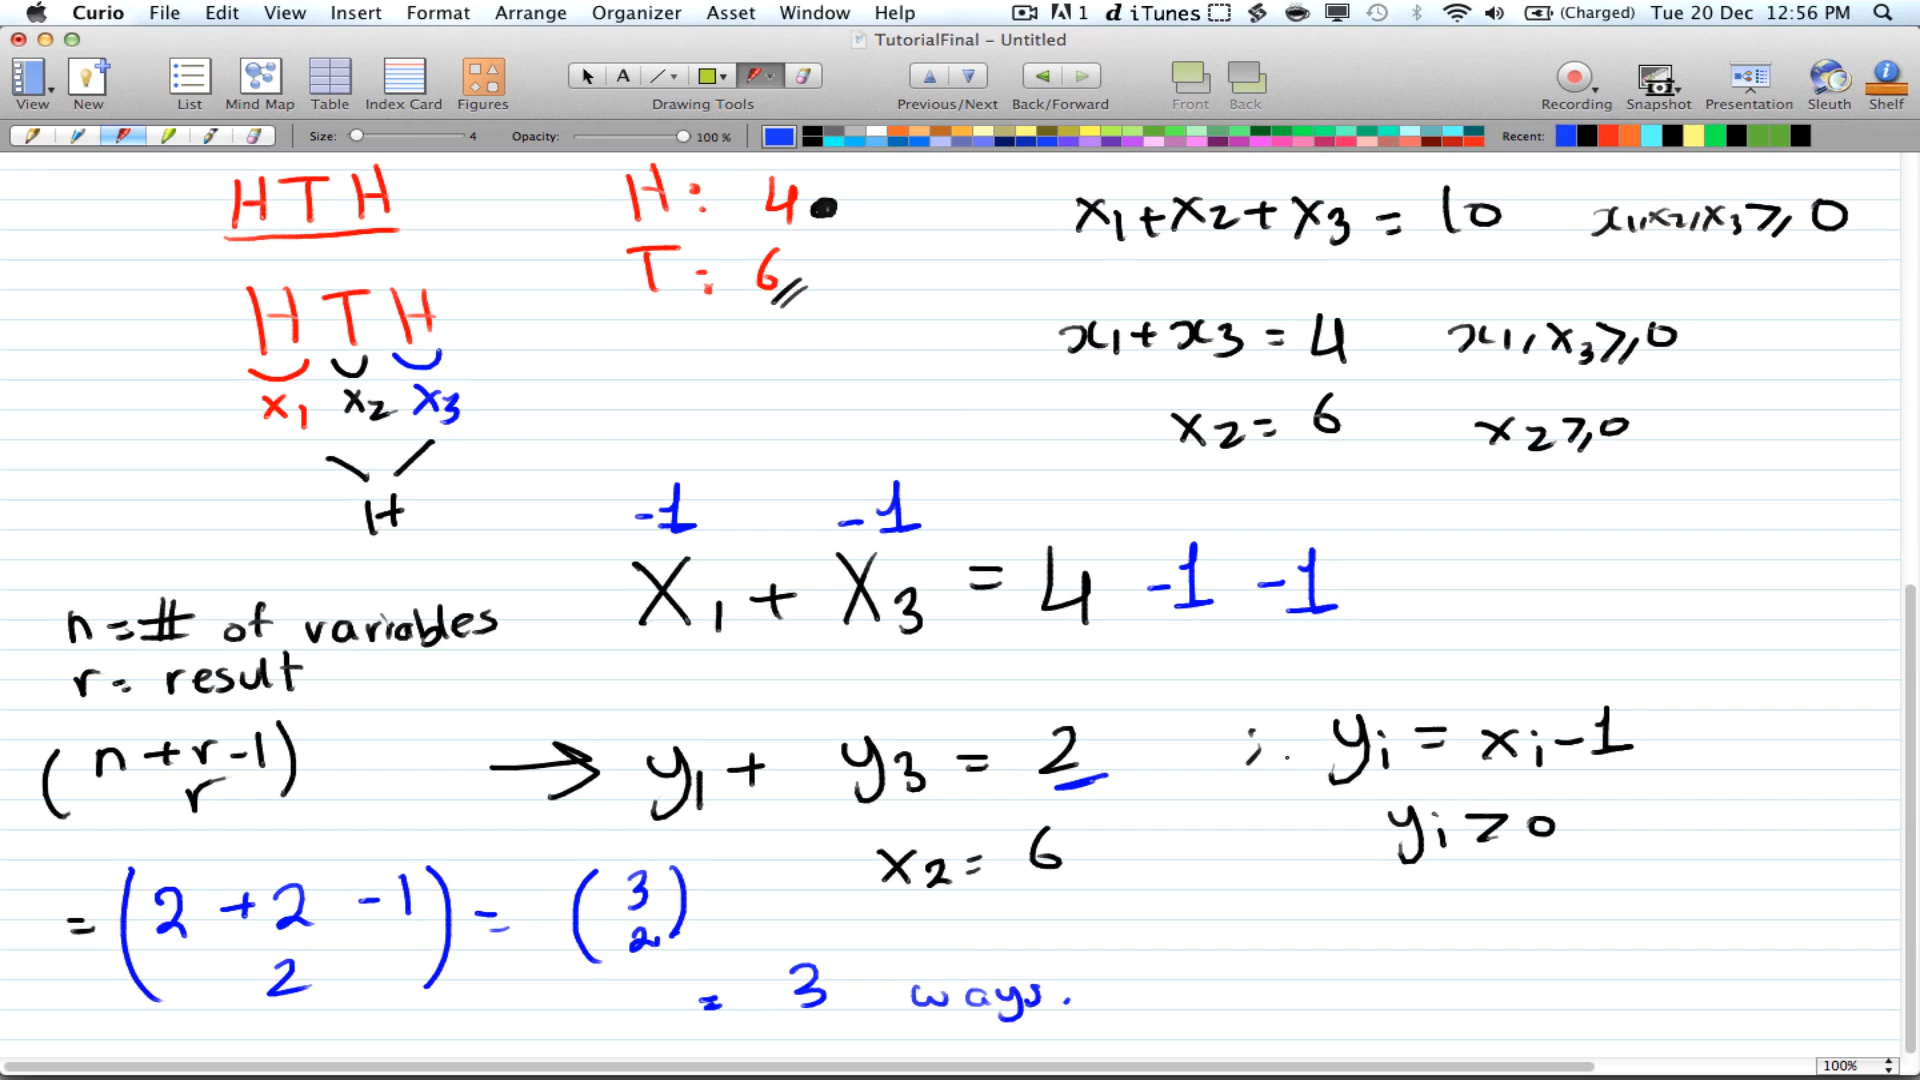 Curio File Edit View Insert Format Arrange Organizer Asset Window Help 1 d iTunes (Charged) Tue 20 Dec 12:56 PM
TutorialFinal – Untitled
View New List Mind Map Table Index Card Figures Drawing Tools Previous/Next Back/Forward Front Back Recording Snapshot Presentation Sleuth Shelf
Size: 4 Opacity: 100 % Recent:
HTH
H: 4
T: 6
HTH
x1 x2 x3
H
x1+x2+x3 = 10 x1,x2,x3 ≥ 0
x1+x3 = 4 x1,x3 ≥ 0
x2 = 6 x2 ≥ 0
-1 -1
x1 + x3 = 4 -1 -1
n = # of variables
r = result
(n+r-1
r)
→ y1 + y3 = 2 ∴ yi = xi-1
x2 = 6 yi ≥ 0
= (2 +2 -1
2) = (3
2)
= 3 ways.
100%